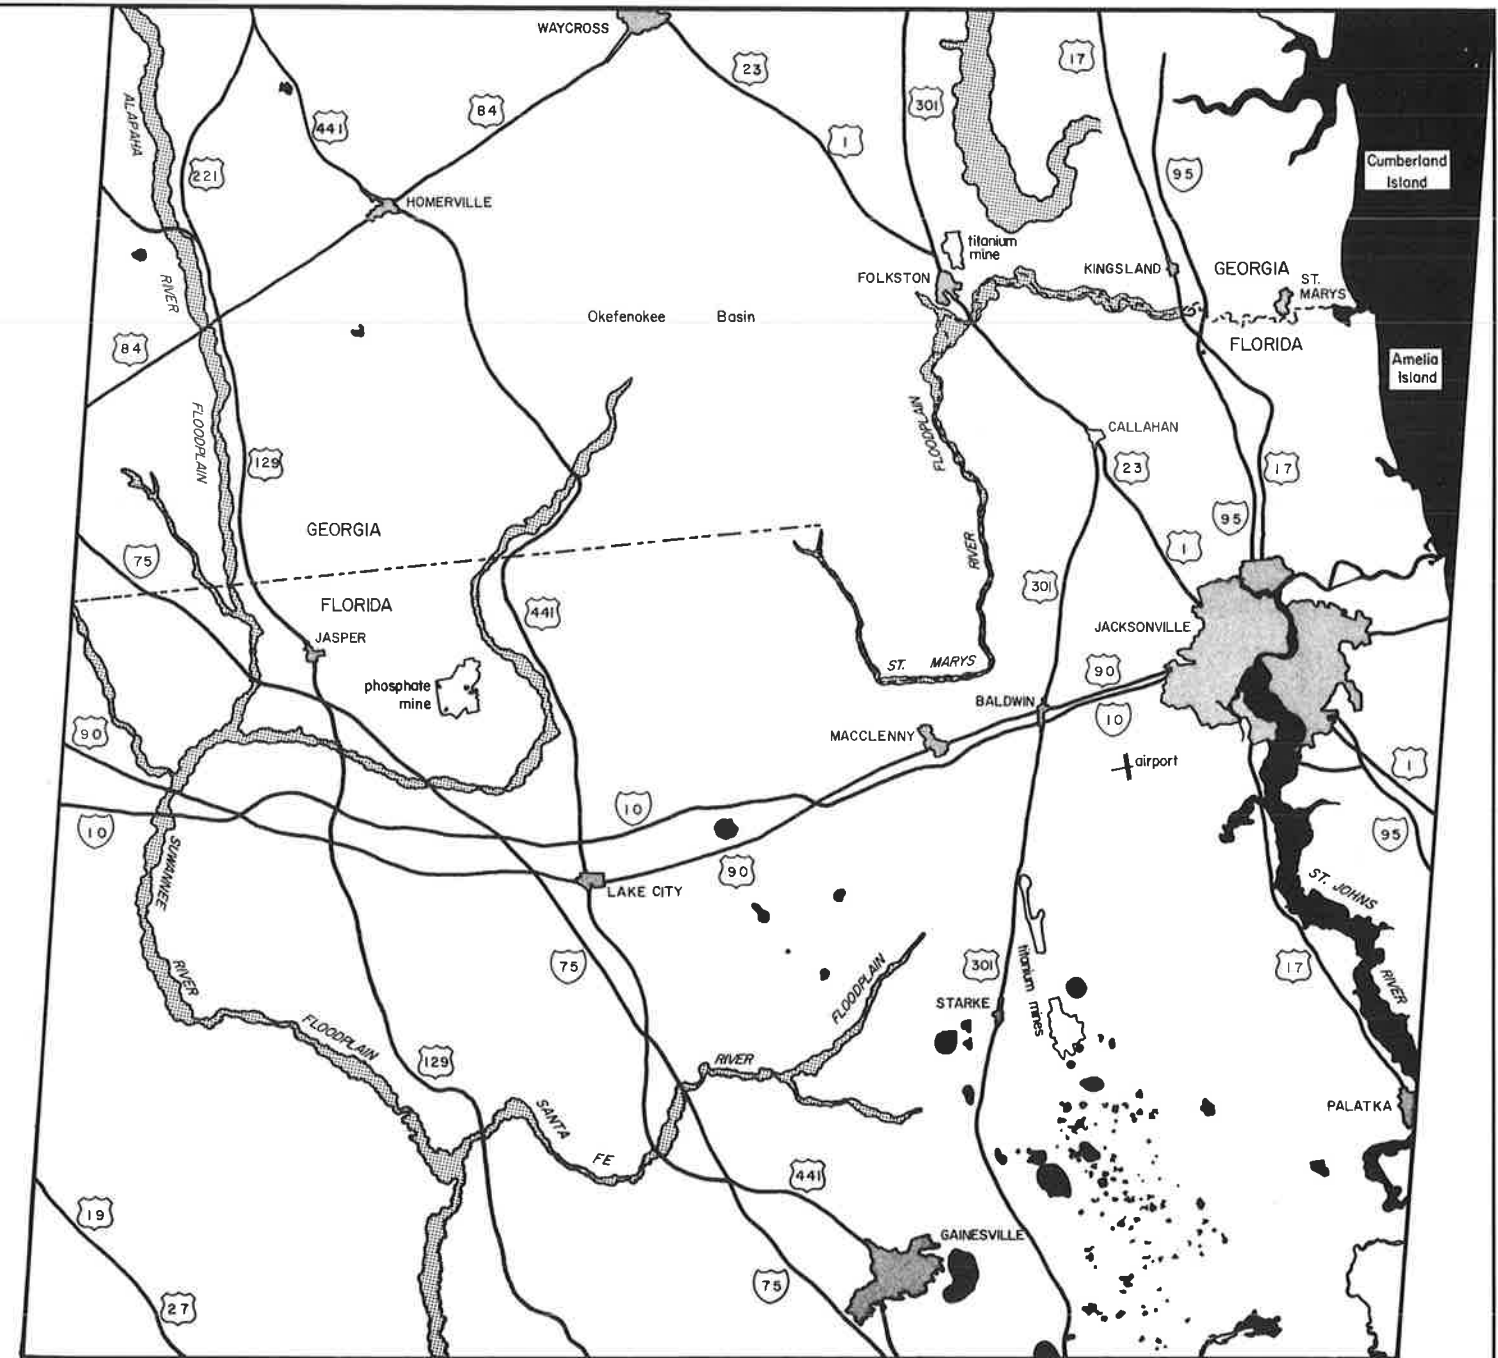 WAYCROSS
23
17
84
301
441
ALAPAHA
1
Cumberland
Island
221
95
HOMERVILLE
titanium
mine
RIVER
FOLKSTON
KINGSLAND
GEORGIA
ST.
MARYS
Okefenokee Basin
84
FLORIDA
Amelia
Island
FLOODPLAIN
FLOODPLAIN
CALLAHAN
129
23
17
GEORGIA
95
75
RIVER
1
301
FLORIDA
441
JACKSONVILLE
JASPER
ST. MARYS
90
phosphate
mine
BALDWIN
10
90
MACCLENNY
airport
1
10
10
95
SUWANNEE
90
LAKE CITY
ST. JOHNS
75
301
titanium mines
17
RIVER
RIVER
FLOODPLAIN
STARKE
FLOODPLAIN
129
RIVER
SANTA
PALATKA
FE
441
19
GAINESVILLE
75
27